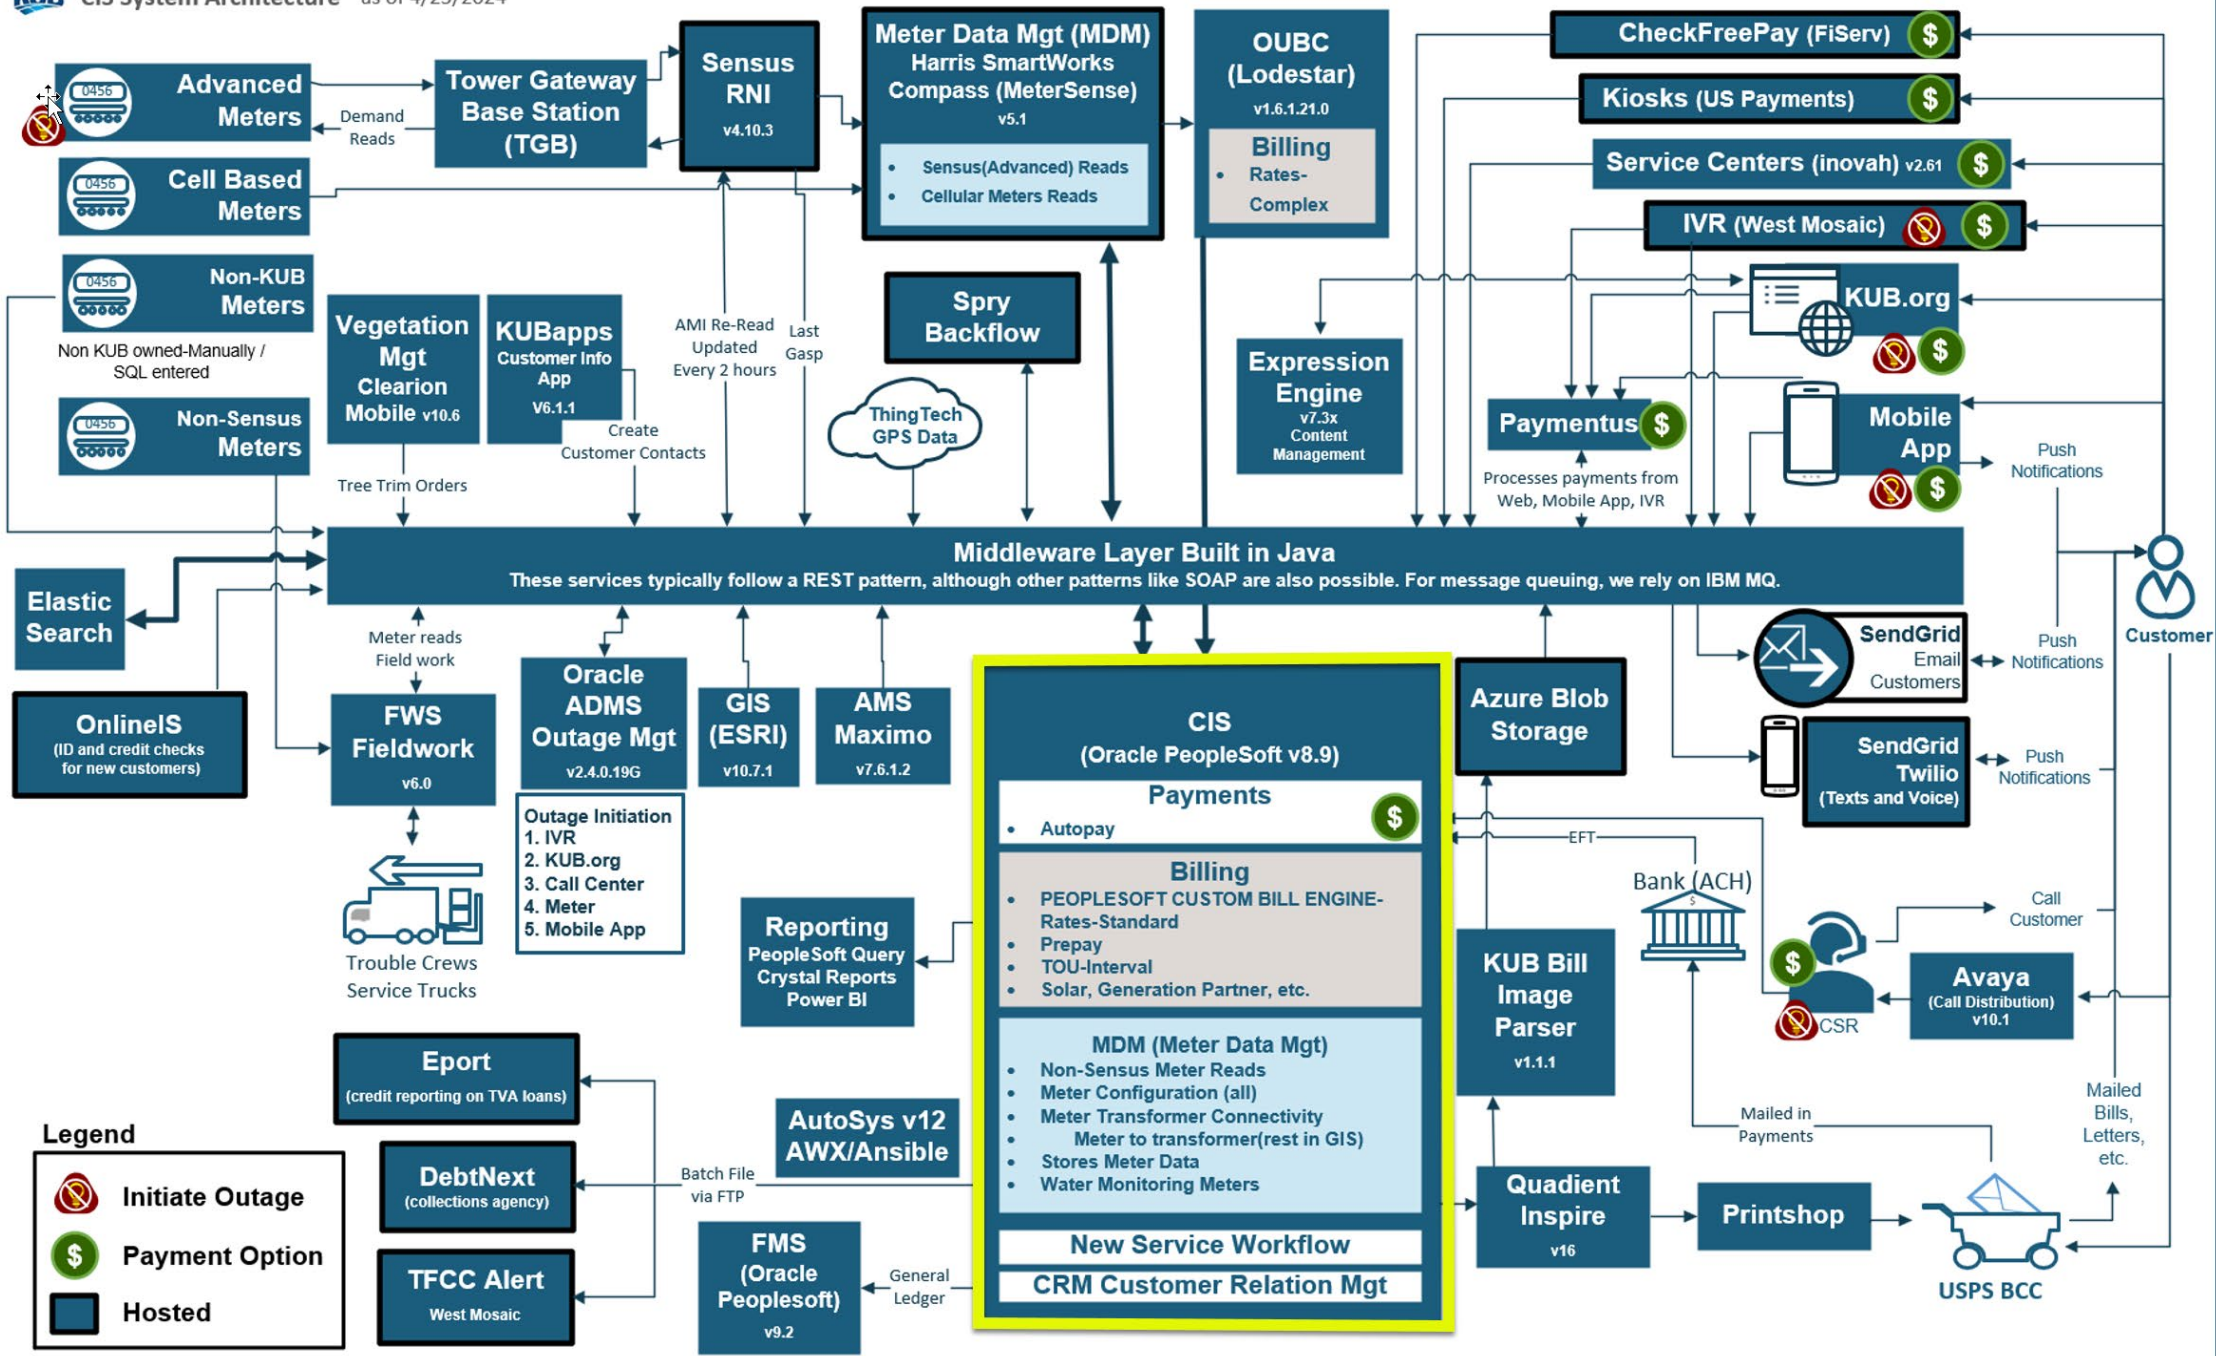 CIS System Architecture as of 4/23/2024
0456
Advanced
Meters
Demand
Reads
Tower Gateway
Base Station
(TGB)
Sensus
RNI
v4.10.3
Meter Data Mgt (MDM)
Harris SmartWorks
Compass (MeterSense)
v5.1
• Sensus(Advanced) Reads
• Cellular Meters Reads
OUBC
(Lodestar)
v1.6.1.21.0
Billing
• Rates-
Complex
CheckFreePay (FiServ) $
Kiosks (US Payments) $
Service Centers (inovah) v2.61 $
IVR (West Mosaic) $
KUB.org
$
0456
Cell Based
Meters
0456
Non-KUB
Meters
Non KUB owned-Manually /
SQL entered
0456
Non-Sensus
Meters
Vegetation
Mgt
Clearion
Mobile v10.6
Tree Trim Orders
KUBapps
Customer Info
App
V6.1.1
Create
Customer Contacts
AMI Re-Read
Updated
Every 2 hours
Last
Gasp
Spry
Backflow
ThingTech
GPS Data
Expression
Engine
v7.3x
Content
Management
Paymentus $
Processes payments from
Web, Mobile App, IVR
Mobile
App
$
Push
Notifications
Middleware Layer Built in Java
These services typically follow a REST pattern, although other patterns like SOAP are also possible. For message queuing, we rely on IBM MQ.
Customer
Elastic
Search
OnlineIS
(ID and credit checks
for new customers)
Meter reads
Field work
FWS
Fieldwork
v6.0
Trouble Crews
Service Trucks
Oracle
ADMS
Outage Mgt
v2.4.0.19G
Outage Initiation
1. IVR
2. KUB.org
3. Call Center
4. Meter
5. Mobile App
GIS
(ESRI)
v10.7.1
AMS
Maximo
v7.6.1.2
Reporting
PeopleSoft Query
Crystal Reports
Power BI
CIS
(Oracle PeopleSoft v8.9)
Payments
• Autopay
$
Billing
• PEOPLESOFT CUSTOM BILL ENGINE-
Rates-Standard
• Prepay
• TOU-Interval
• Solar, Generation Partner, etc.
MDM (Meter Data Mgt)
• Non-Sensus Meter Reads
• Meter Configuration (all)
• Meter Transformer Connectivity
• Meter to transformer(rest in GIS)
• Stores Meter Data
• Water Monitoring Meters
New Service Workflow
CRM Customer Relation Mgt
Azure Blob
Storage
SendGrid
Email
Customers
Push
Notifications
SendGrid
Twilio
(Texts and Voice)
Push
Notifications
EFT
Bank (ACH)
$
Call
Customer
$
CSR
Avaya
(Call Distribution)
v10.1
KUB Bill
Image
Parser
v1.1.1
Mailed in
Payments
Mailed
Bills,
Letters,
etc.
Quadient
Inspire
v16
Printshop
USPS BCC
Eport
(credit reporting on TVA loans)
DebtNext
(collections agency)
TFCC Alert
West Mosaic
Batch File
via FTP
AutoSys v12
AWX/Ansible
FMS
(Oracle
Peoplesoft)
v9.2
General
Ledger
Legend
Initiate Outage
$ Payment Option
Hosted